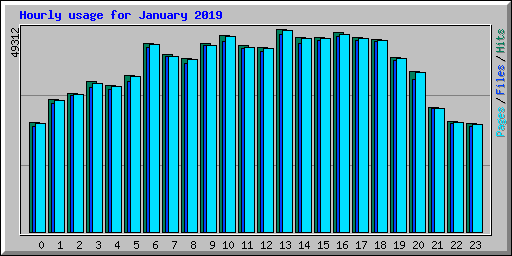 Hourly usage for January 2019
49312
Pages/Files/Hits
0 1 2 3 4 5 6 7 8 9 10 11 12 13 14 15 16 17 18 19 20 21 22 23